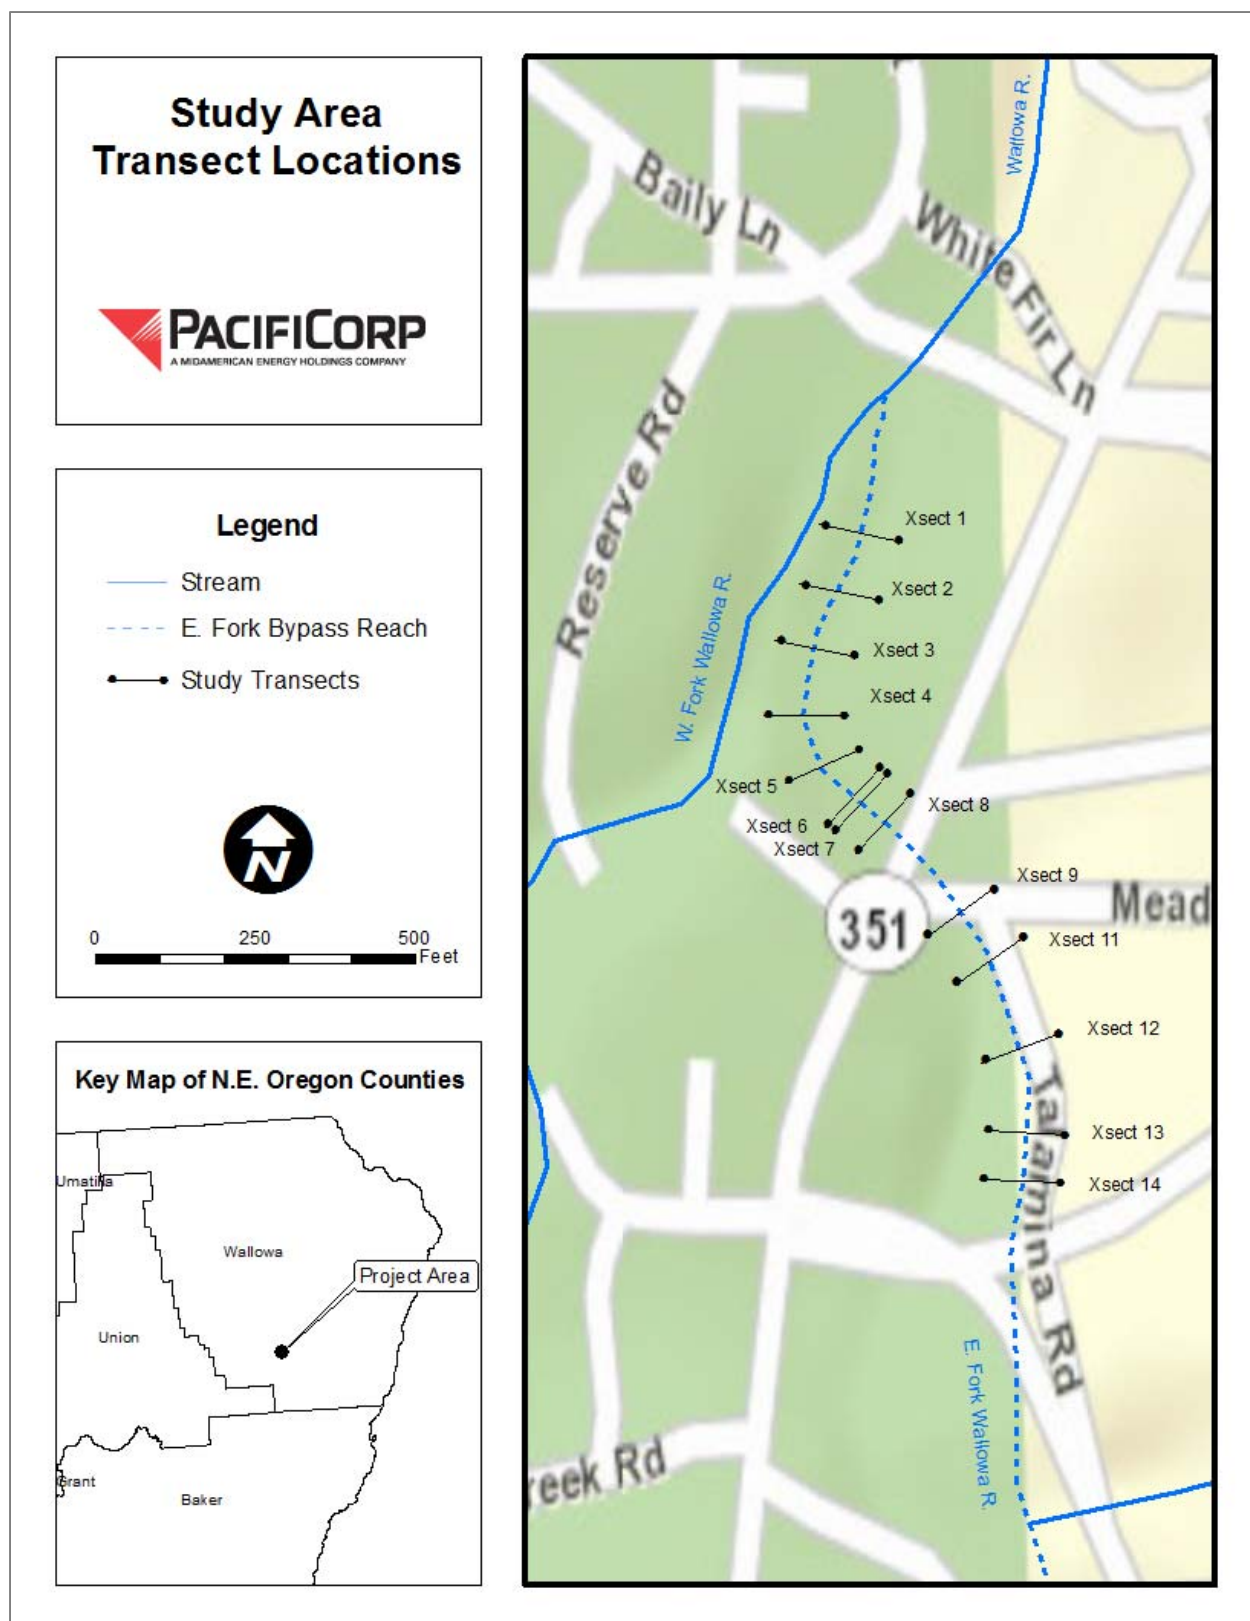 Study Area
Transect Locations
PACIFICORP
A MIDAMERICAN ENERGY HOLDINGS COMPANY
Legend
Stream
E. Fork Bypass Reach
Study Transects
N
0 250 500
Feet
Key Map of N.E. Oregon Counties
Umatilla
Wallowa
Project Area
Union
Grant
Baker
Wallowa R.
Baily Ln
White Fir Ln
Reserve Rd
W. Fork Wallowa R.
Xsect 1
Xsect 2
Xsect 3
Xsect 4
Xsect 5
Xsect 6
Xsect 7
Xsect 8
Xsect 9
351
Mead
Xsect 11
Xsect 12
Xsect 13
Xsect 14
Talamina Rd
E. Fork Wallowa R.
reek Rd